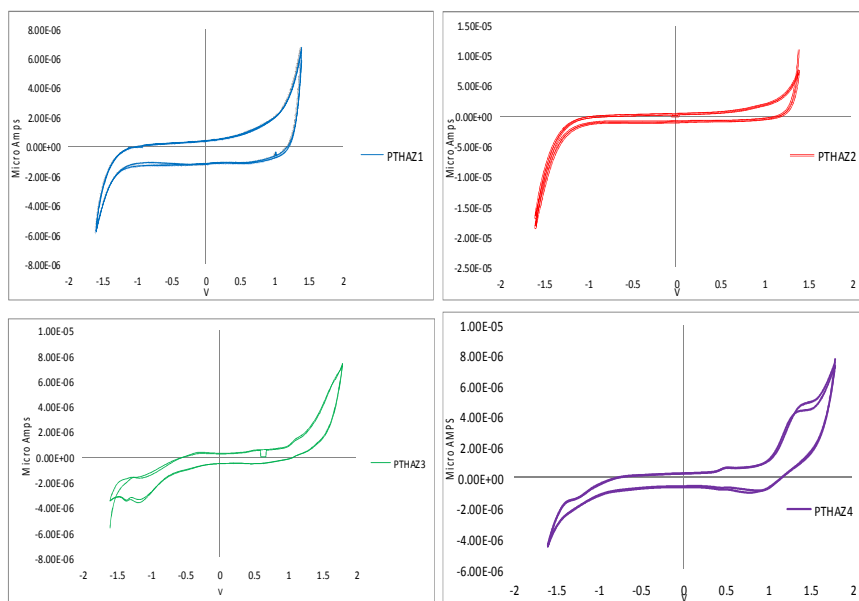 8.00E-06
6.00E-06
4.00E-06
2.00E-06
0.00E+00
-2.00E-06
-4.00E-06
-6.00E-06
-8.00E-06
Micro Amps
PTHAZ1
-2 -1.5 -1 -0.5 0 0.5 1 1.5 2
V
1.50E-05
1.00E-05
5.00E-06
0.00E+00
-5.00E-06
-1.00E-05
-1.50E-05
-2.00E-05
-2.50E-05
Micro Amps
PTHAZ2
-2 -1.5 -1 -0.5 0 0.5 1 1.5 2
V
1.00E-05
8.00E-06
6.00E-06
4.00E-06
2.00E-06
0.00E+00
-2.00E-06
-4.00E-06
-6.00E-06
-8.00E-06
Micro Amps
PTHAZ3
-2 -1.5 -1 -0.5 0 0.5 1 1.5 2
V
1.00E-05
8.00E-06
6.00E-06
4.00E-06
2.00E-06
0.00E+00
-2.00E-06
-4.00E-06
-6.00E-06
Micro AMPS
PTHAZ4
-2 -1.5 -1 -0.5 0 0.5 1 1.5 2
V